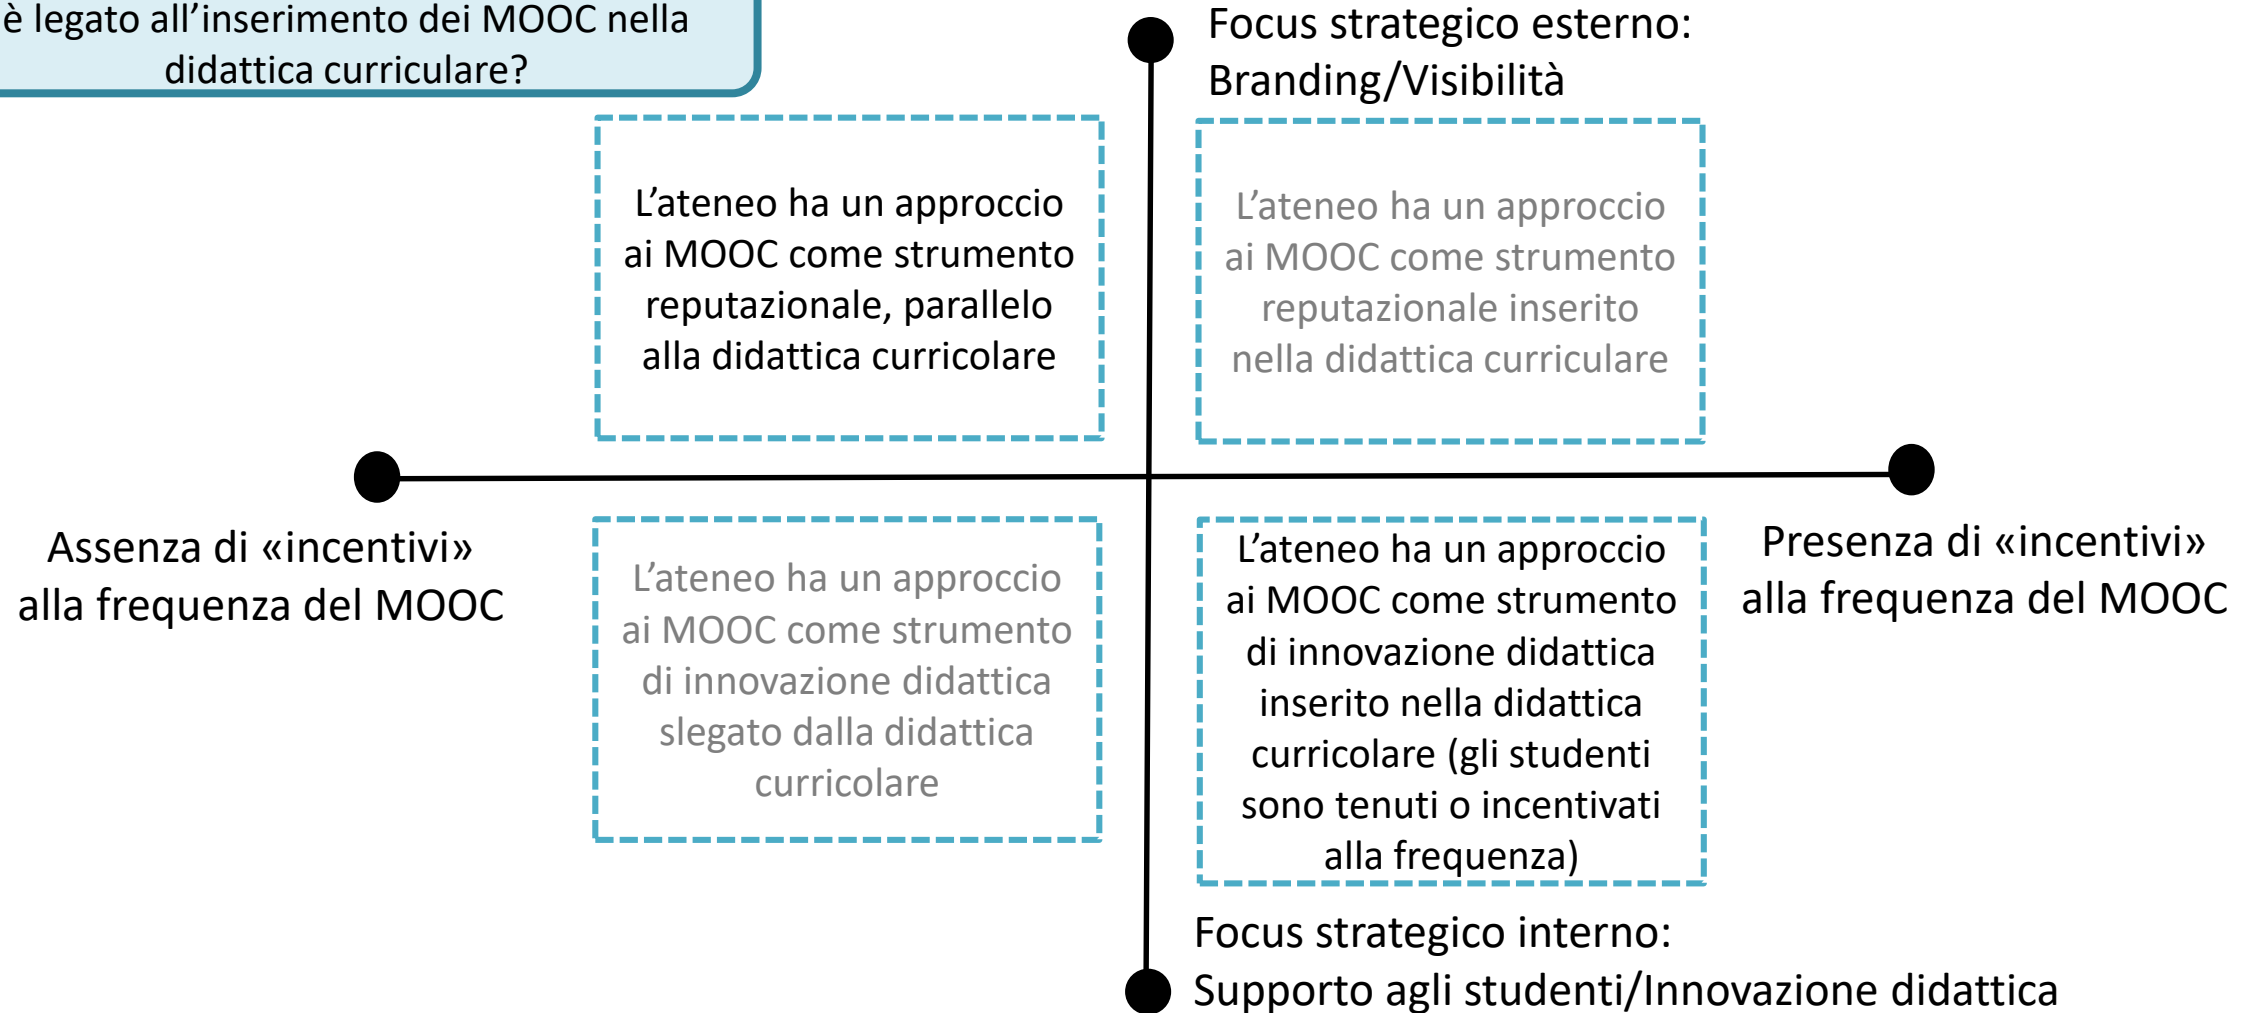 è legato all’inserimento dei MOOC nella
didattica curriculare?
Focus strategico esterno:
Branding/Visibilità
L’ateneo ha un approccio
ai MOOC come strumento
reputazionale, parallelo
alla didattica curricolare
L’ateneo ha un approccio
ai MOOC come strumento
reputazionale inserito
nella didattica curriculare
Assenza di «incentivi»
alla frequenza del MOOC
L’ateneo ha un approccio
ai MOOC come strumento
di innovazione didattica
slegato dalla didattica
curricolare
L’ateneo ha un approccio
ai MOOC come strumento
di innovazione didattica
inserito nella didattica
curricolare (gli studenti
sono tenuti o incentivati
alla frequenza)
Presenza di «incentivi»
alla frequenza del MOOC
Focus strategico interno:
Supporto agli studenti/Innovazione didattica